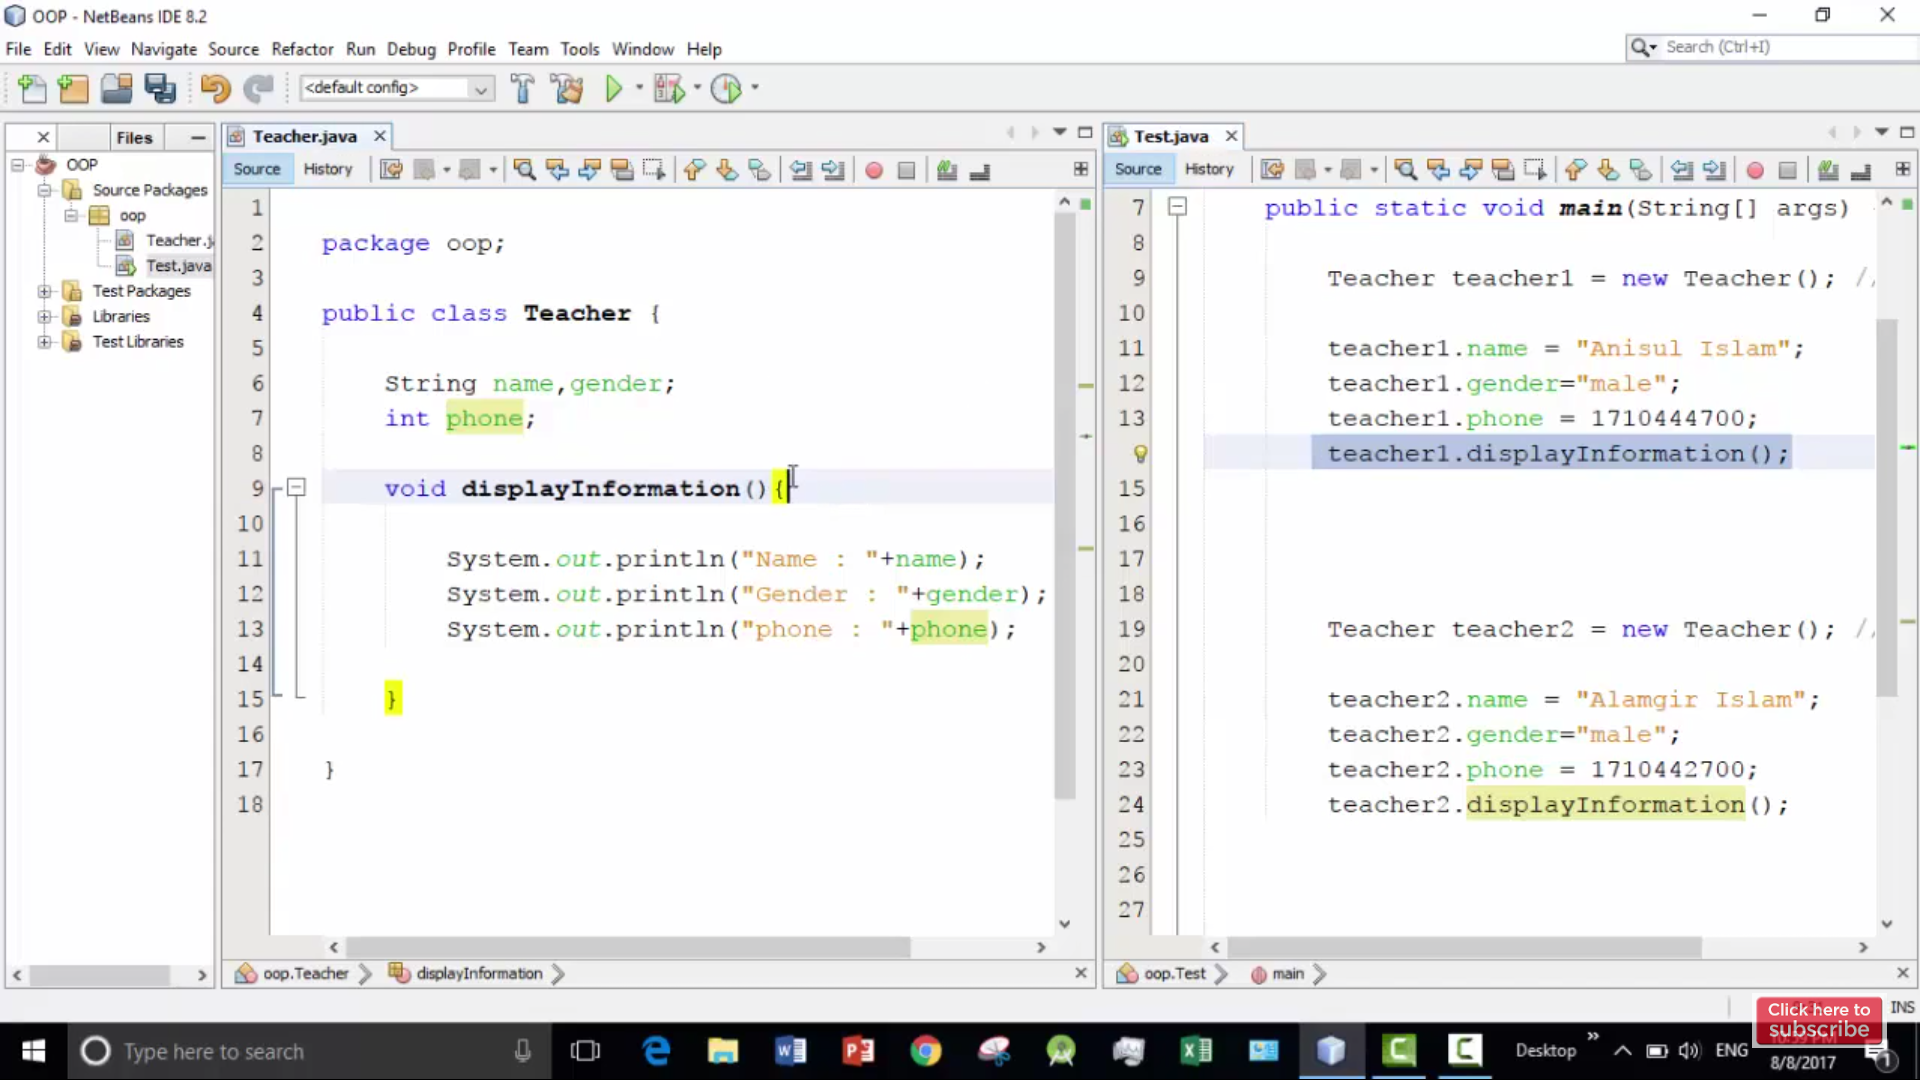 OOP - NetBeans IDE 8.2
File Edit View Navigate Source Refactor Run Debug Profile Team Tools Window Help
Search (Ctrl+I)
<default config>
Files
Teacher.java
Test.java
OOP
Source Packages
oop
Teacher.j
Test.java
Test Packages
Libraries
Test Libraries
Source History
1
2 package oop;
3
4 public class Teacher {
5
6 String name,gender;
7 int phone;
8
9 void displayInformation(){
10
11 System.out.println("Name : "+name);
12 System.out.println("Gender : "+gender);
13 System.out.println("phone : "+phone);
14
15 }
16
17 }
18
oop.Teacher
displayInformation
Source History
7 public static void main(String[] args)
8
9 Teacher teacher1 = new Teacher(); //
10
11 teacher1.name = "Anisul Islam";
12 teacher1.gender="male";
13 teacher1.phone = 1710444700;
teacher1.displayInformation();
15
16
17
18
19 Teacher teacher2 = new Teacher(); //
20
21 teacher2.name = "Alamgir Islam";
22 teacher2.gender="male";
23 teacher2.phone = 1710442700;
24 teacher2.displayInformation();
25
26
27
oop.Test
main
INS
Click here to
subscribe
Type here to search
Desktop
ENG
8/8/2017
1